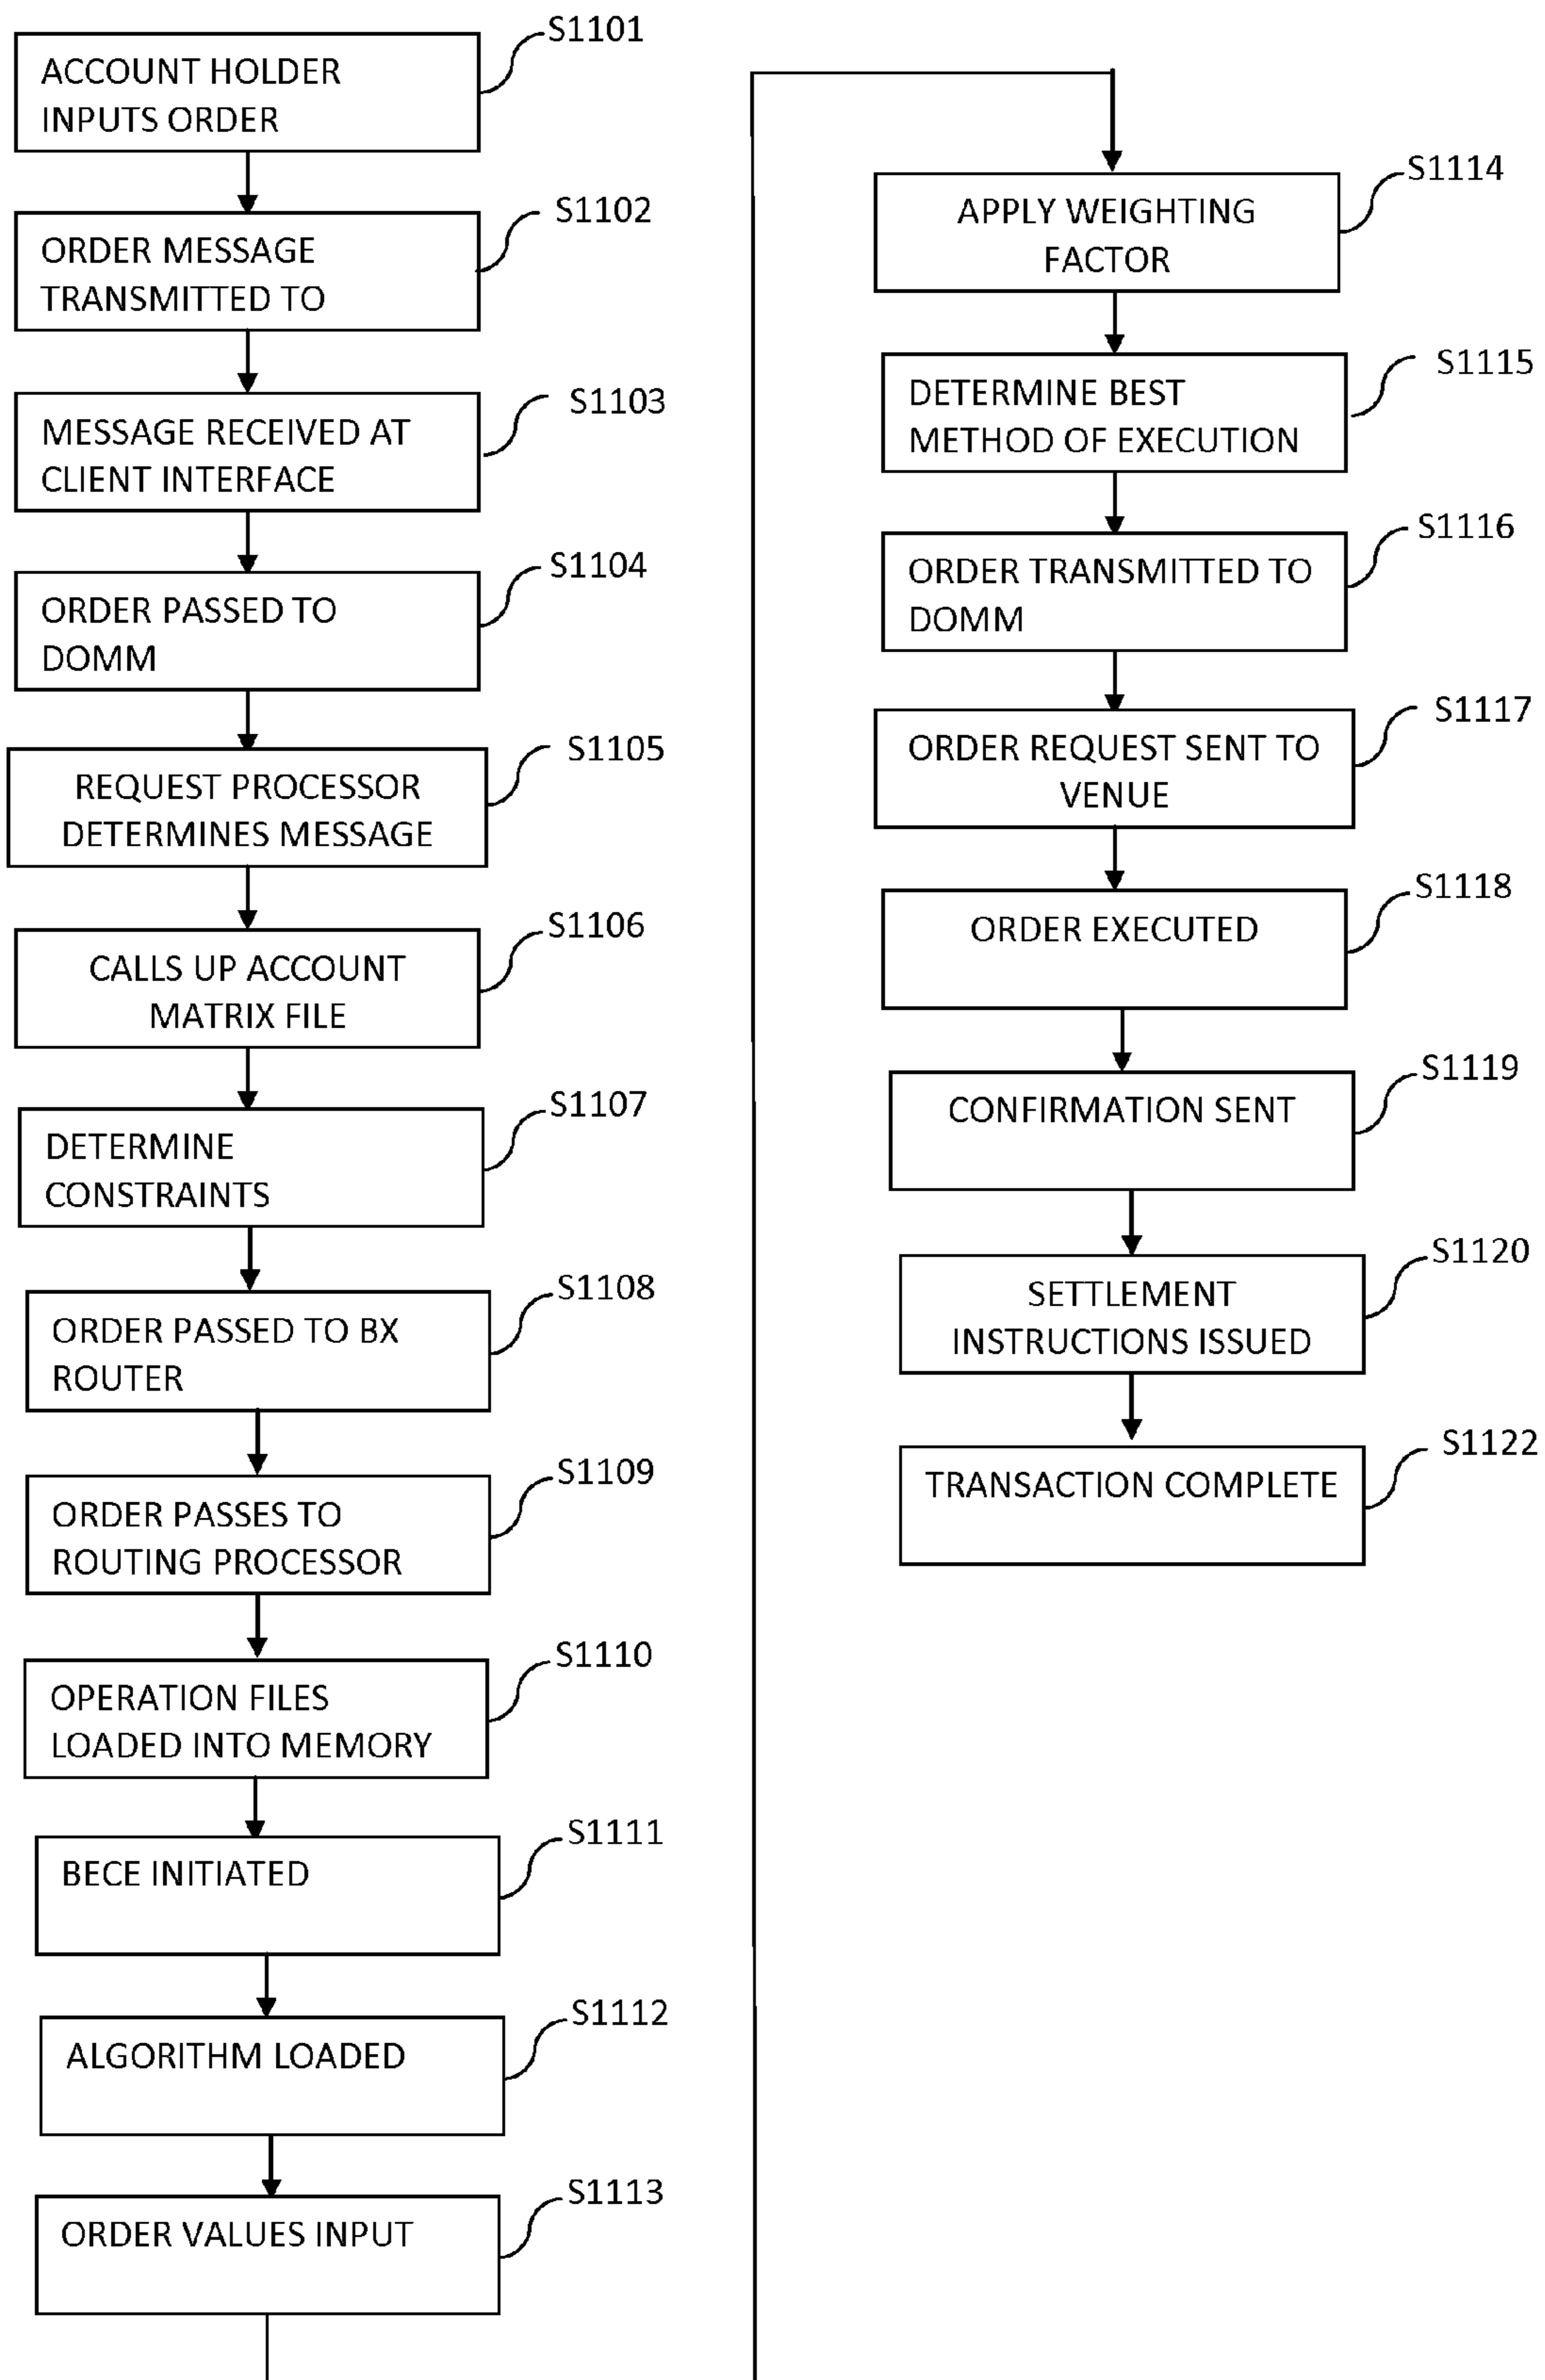 S1101
ACCOUNT HOLDER
INPUTS ORDER
S1102
ORDER MESSAGE
TRANSMITTED TO
S1103
MESSAGE RECEIVED AT
CLIENT INTERFACE
S1104
ORDER PASSED TO
DOMM
S1105
REQUEST PROCESSOR
DETERMINES MESSAGE
S1106
CALLS UP ACCOUNT
MATRIX FILE
S1107
DETERMINE
CONSTRAINTS
S1108
ORDER PASSED TO BX
ROUTER
S1109
ORDER PASSES TO
ROUTING PROCESSOR
S1110
OPERATION FILES
LOADED INTO MEMORY
S1111
BECE INITIATED
S1112
ALGORITHM LOADED
S1113
ORDER VALUES INPUT
S1114
APPLY WEIGHTING
FACTOR
S1115
DETERMINE BEST
METHOD OF EXECUTION
S1116
ORDER TRANSMITTED TO
DOMM
S1117
ORDER REQUEST SENT TO
VENUE
S1118
ORDER EXECUTED
S1119
CONFIRMATION SENT
S1120
SETTLEMENT
INSTRUCTIONS ISSUED
S1122
TRANSACTION COMPLETE